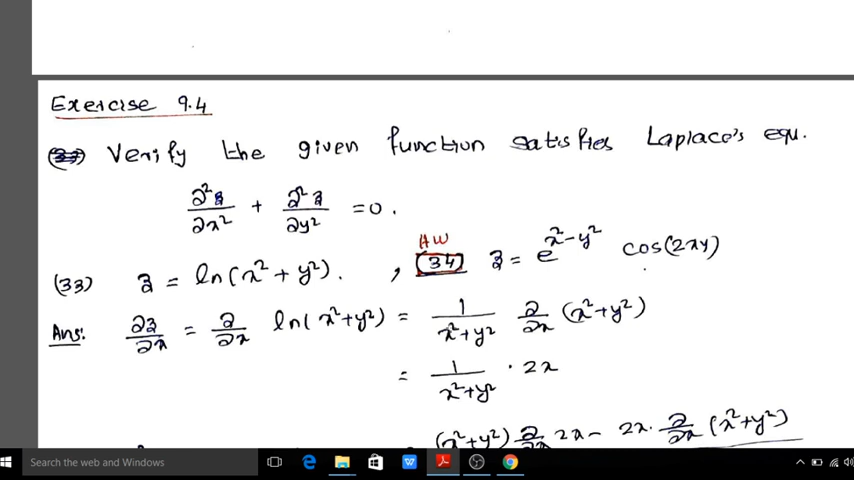 Exercise 9.4
Verify the given function satisfies Laplace's equ.
∂²z/∂x² + ∂²z/∂y² = 0.
HW
(33) z = ln(x² + y²). , (34) z = e^(x²-y²) cos(2xy)
Ans: ∂z/∂x = ∂/∂x ln(x²+y²) = 1/(x²+y²) ∂/∂x (x²+y²)
= 1/(x²+y²) · 2x
(x²+y²) ∂/∂x 2x - 2x · ∂/∂x (x²+y²)
Search the web and Windows